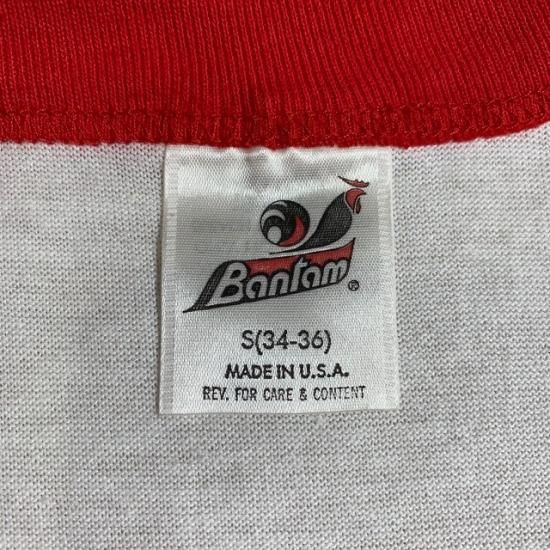 Bantam ®
S(34-36)
MADE IN U.S.A.
REV. FOR CARE & CONTENT